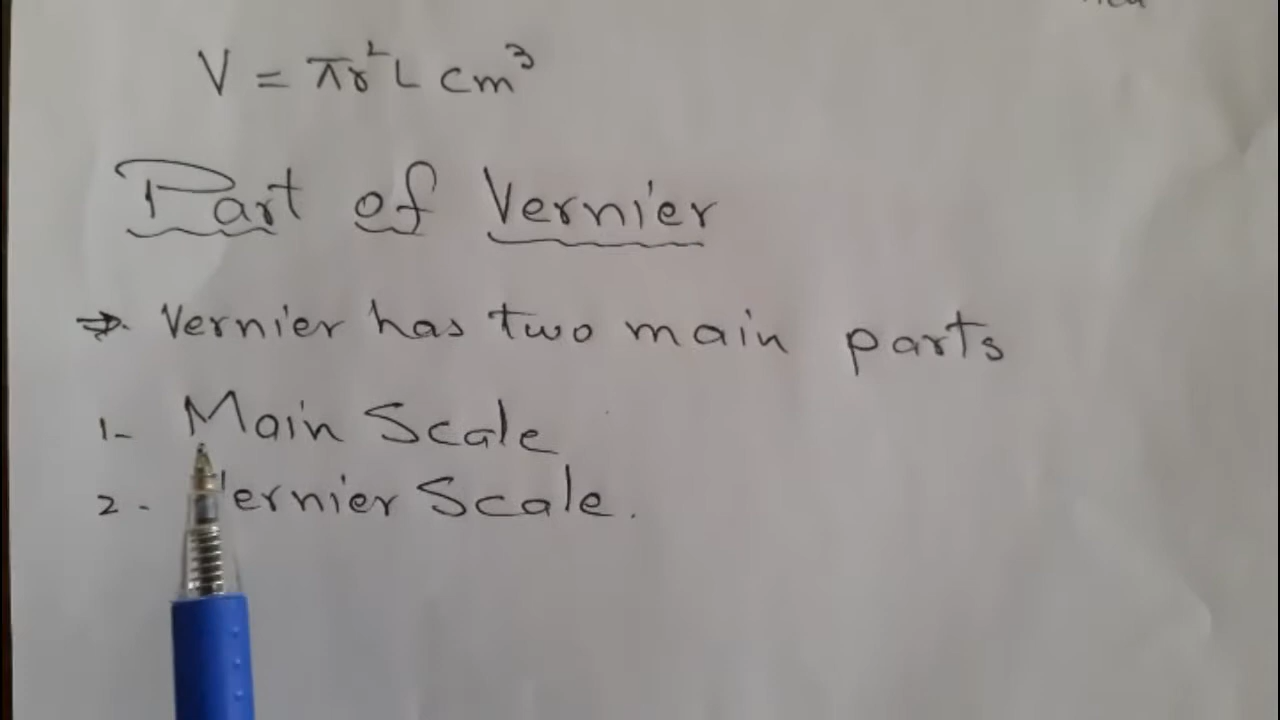 V = πr²L cm³
Part of Vernier
⇒ Vernier has two main parts
1- Main Scale
2- Vernier Scale.